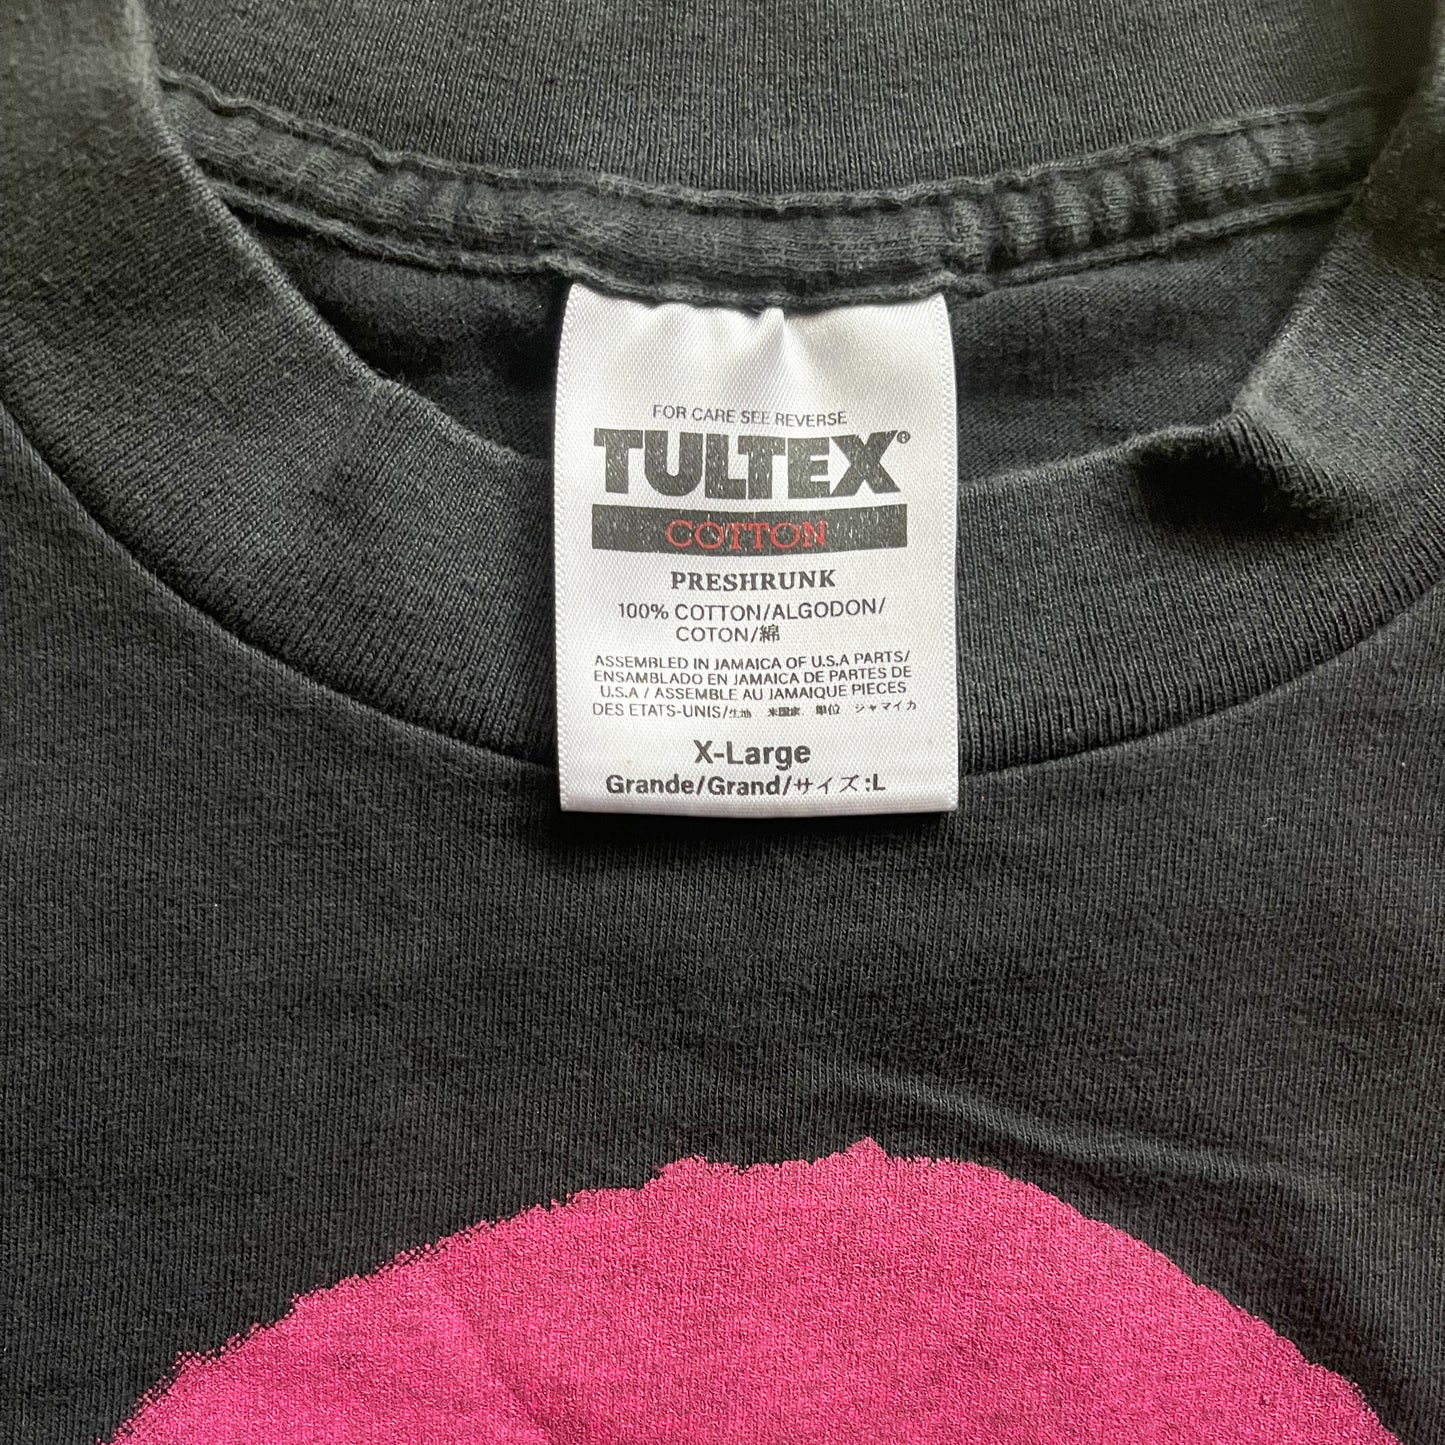 FOR CARE SEE REVERSE
TULTEX®
COTTON
PRESHRUNK
100% COTTON/ALGODON/
COTON/綿
ASSEMBLED IN JAMAICA OF U.S.A PARTS/
ENSAMBLADO EN JAMAICA DE PARTES DE
U.S.A / ASSEMBLE AU JAMAIQUE PIECES
DES ETATS-UNIS/生地 米国産 単位 ジャマイカ
X-Large
Grande/Grand/サイズ:L